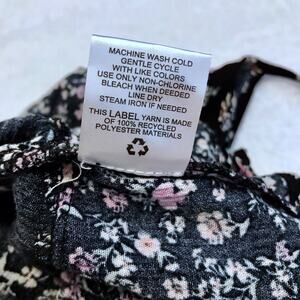 MACHINE WASH COLD
GENTLE CYCLE
WITH LIKE COLORS
USE ONLY NON-CHLORINE
BLEACH WHEN DEEDED
LINE DRY
STEAM IRON IF NEEDED
THIS LABEL YARN IS MADE
OF 100% RECYCLED
POLYESTER MATERIALS